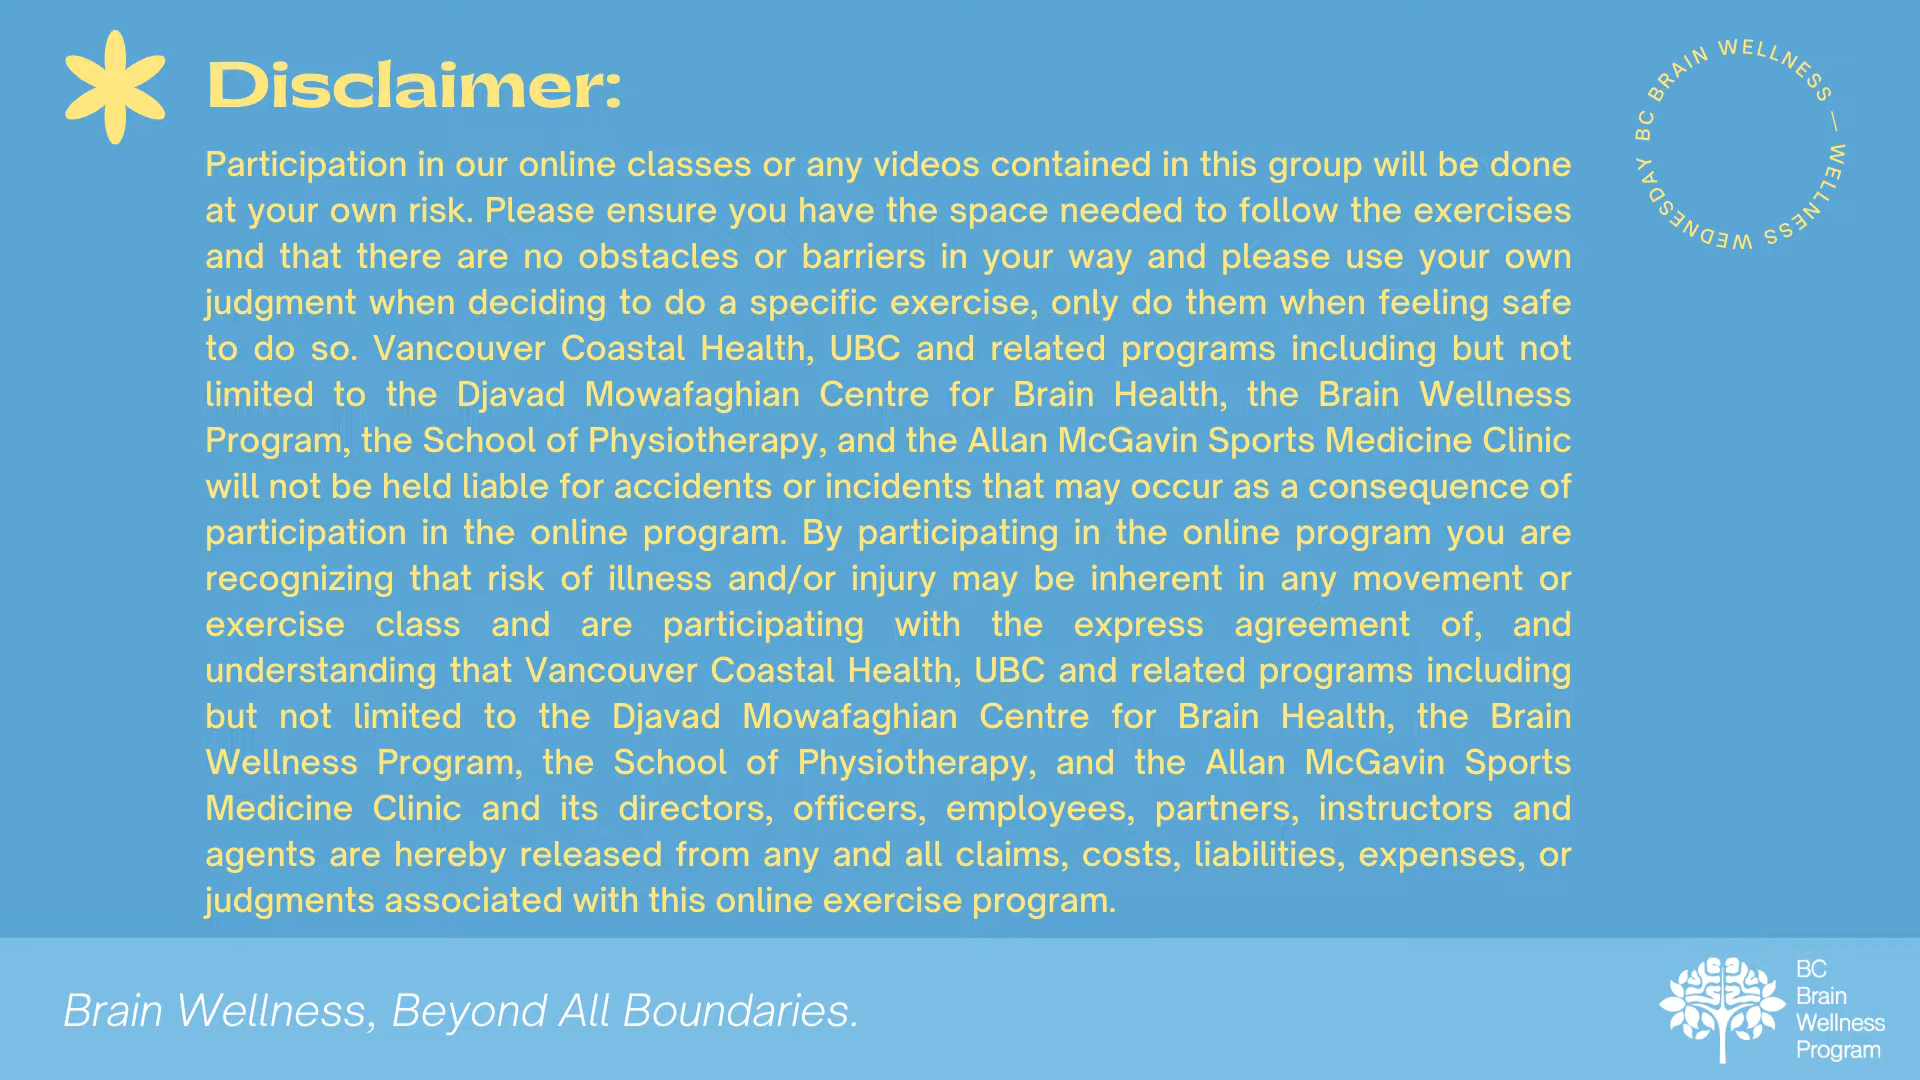 Disclaimer:
BC BRAIN WELLNESS — WELLNESS WEDNESDAY
Participation in our online classes or any videos contained in this group will be done
at your own risk. Please ensure you have the space needed to follow the exercises
and that there are no obstacles or barriers in your way and please use your own
judgment when deciding to do a specific exercise, only do them when feeling safe
to do so. Vancouver Coastal Health, UBC and related programs including but not
limited to the Djavad Mowafaghian Centre for Brain Health, the Brain Wellness
Program, the School of Physiotherapy, and the Allan McGavin Sports Medicine Clinic
will not be held liable for accidents or incidents that may occur as a consequence of
participation in the online program. By participating in the online program you are
recognizing that risk of illness and/or injury may be inherent in any movement or
exercise class and are participating with the express agreement of, and
understanding that Vancouver Coastal Health, UBC and related programs including
but not limited to the Djavad Mowafaghian Centre for Brain Health, the Brain
Wellness Program, the School of Physiotherapy, and the Allan McGavin Sports
Medicine Clinic and its directors, officers, employees, partners, instructors and
agents are hereby released from any and all claims, costs, liabilities, expenses, or
judgments associated with this online exercise program.
Brain Wellness, Beyond All Boundaries.
BC
Brain
Wellness
Program